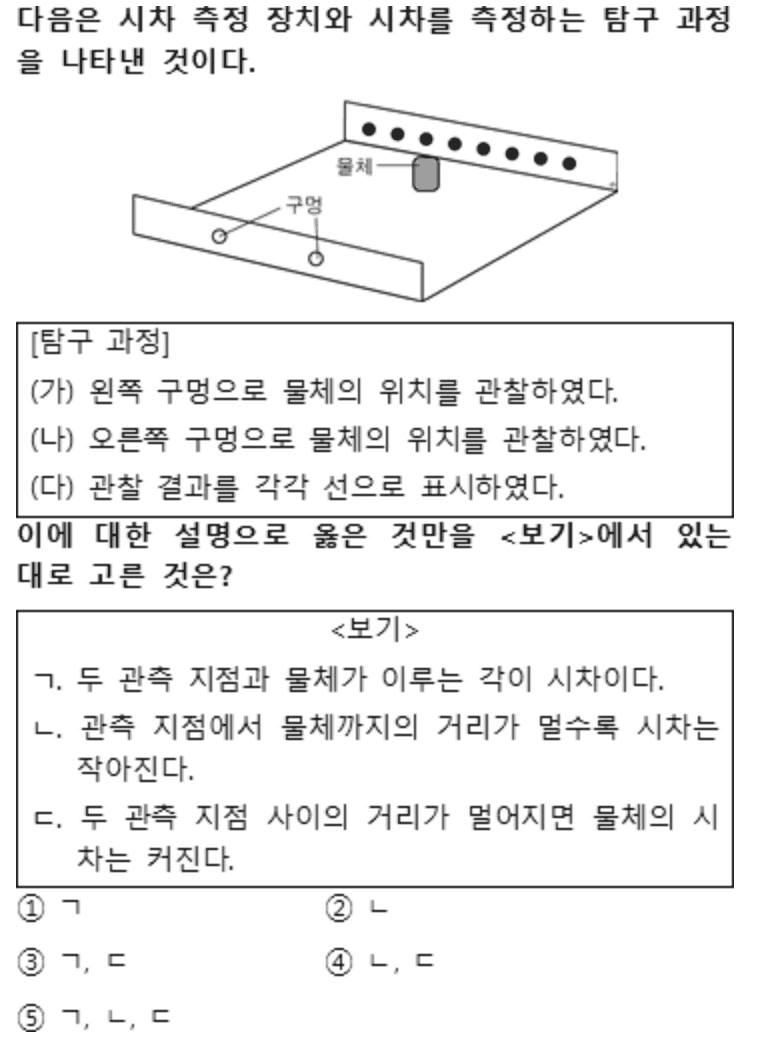 다음은 시차 측정 장치와 시차를 측정하는 탐구 과정
을 나타낸 것이다.
물체
구멍
[탐구 과정]
(가) 왼쪽 구멍으로 물체의 위치를 관찰하였다.
(나) 오른쪽 구멍으로 물체의 위치를 관찰하였다.
(다) 관찰 결과를 각각 선으로 표시하였다.
이에 대한 설명으로 옳은 것만을 <보기>에서 있는
대로 고른 것은?
<보기>
ㄱ. 두 관측 지점과 물체가 이루는 각이 시차이다.
ㄴ. 관측 지점에서 물체까지의 거리가 멀수록 시차는
작아진다.
ㄷ. 두 관측 지점 사이의 거리가 멀어지면 물체의 시
차는 커진다.
① ㄱ ② ㄴ
③ ㄱ, ㄷ ④ ㄴ, ㄷ
⑤ ㄱ, ㄴ, ㄷ